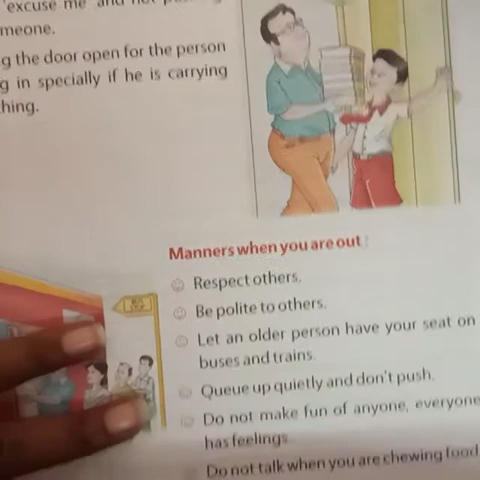 'excuse me' and not
meone.
g the door open for the person
g in specially if he is carrying
hing.
Manners when you are out:
Respect others.
Be polite to others.
Let an older person have your seat on
buses and trains.
Queue up quietly and don't push.
Do not make fun of anyone, everyone
has feelings.
Do not talk when you are chewing food